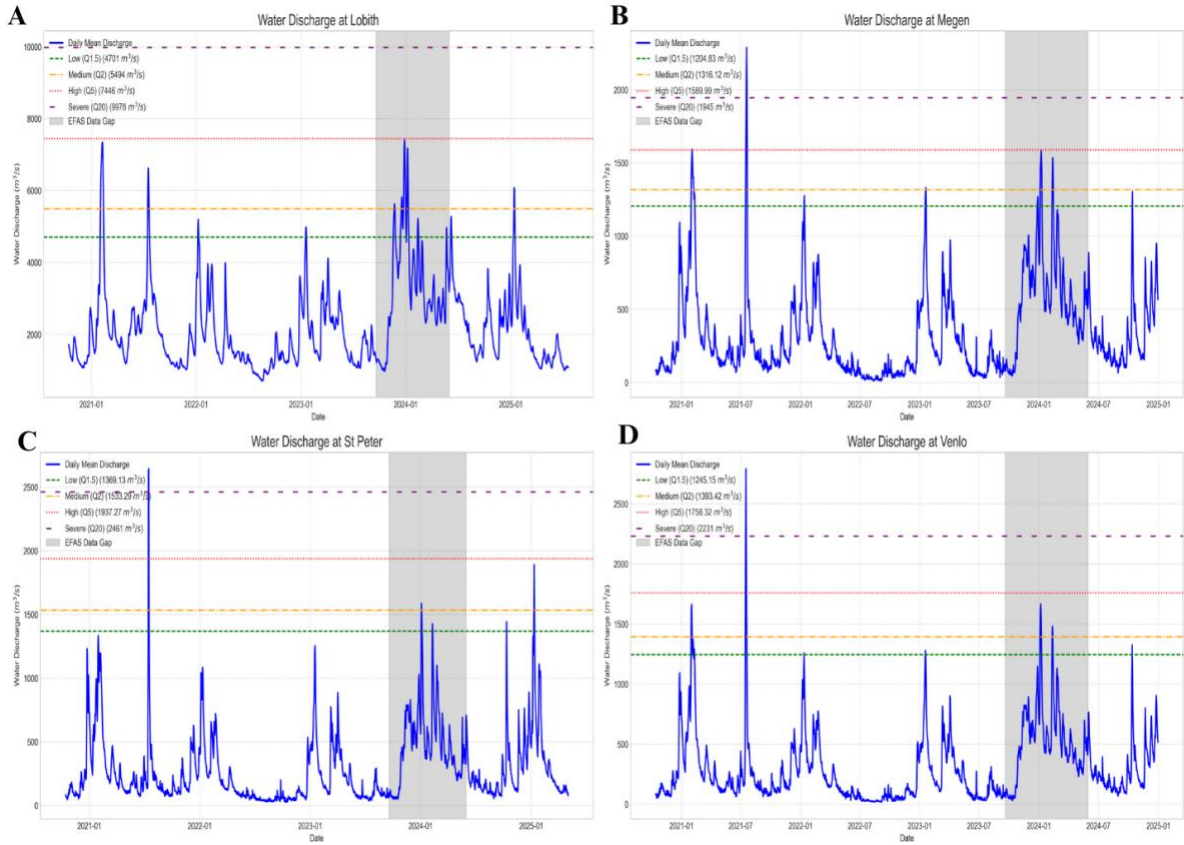 A
Water Discharge at Lobith
Daily Mean Discharge
Low (Q1.5) (4701 m³/s)
Medium (Q2) (5494 m³/s)
High (Q5) (7446 m³/s)
Severe (Q20) (9978 m³/s)
EFAS Data Gap
Water Discharge (m³/s)
10000
8000
6000
4000
2000
2021-01 2022-01 2023-01 2024-01 2025-01
Date
B
Water Discharge at Megen
Daily Mean Discharge
Low (Q1.5) (1204.83 m³/s)
Medium (Q2) (1316.12 m³/s)
High (Q5) (1589.99 m³/s)
Severe (Q20) (1945 m³/s)
EFAS Data Gap
Water Discharge (m³/s)
2000
1500
1000
500
0
2021-01 2021-07 2022-01 2022-07 2023-01 2023-07 2024-01 2024-07 2025-01
Date
C
Water Discharge at St Peter
Daily Mean Discharge
Low (Q1.5) (1369.13 m³/s)
Medium (Q2) (1533.29 m³/s)
High (Q5) (1937.27 m³/s)
Severe (Q20) (2461 m³/s)
EFAS Data Gap
Water Discharge (m³/s)
2500
2000
1500
1000
500
0
2021-01 2022-01 2023-01 2024-01 2025-01
Date
D
Water Discharge at Venlo
Daily Mean Discharge
Low (Q1.5) (1245.15 m³/s)
Medium (Q2) (1393.42 m³/s)
High (Q5) (1758.32 m³/s)
Severe (Q20) (2231 m³/s)
EFAS Data Gap
Water Discharge (m³/s)
2500
2000
1500
1000
500
0
2021-01 2021-07 2022-01 2022-07 2023-01 2023-07 2024-01 2024-07 2025-01
Date